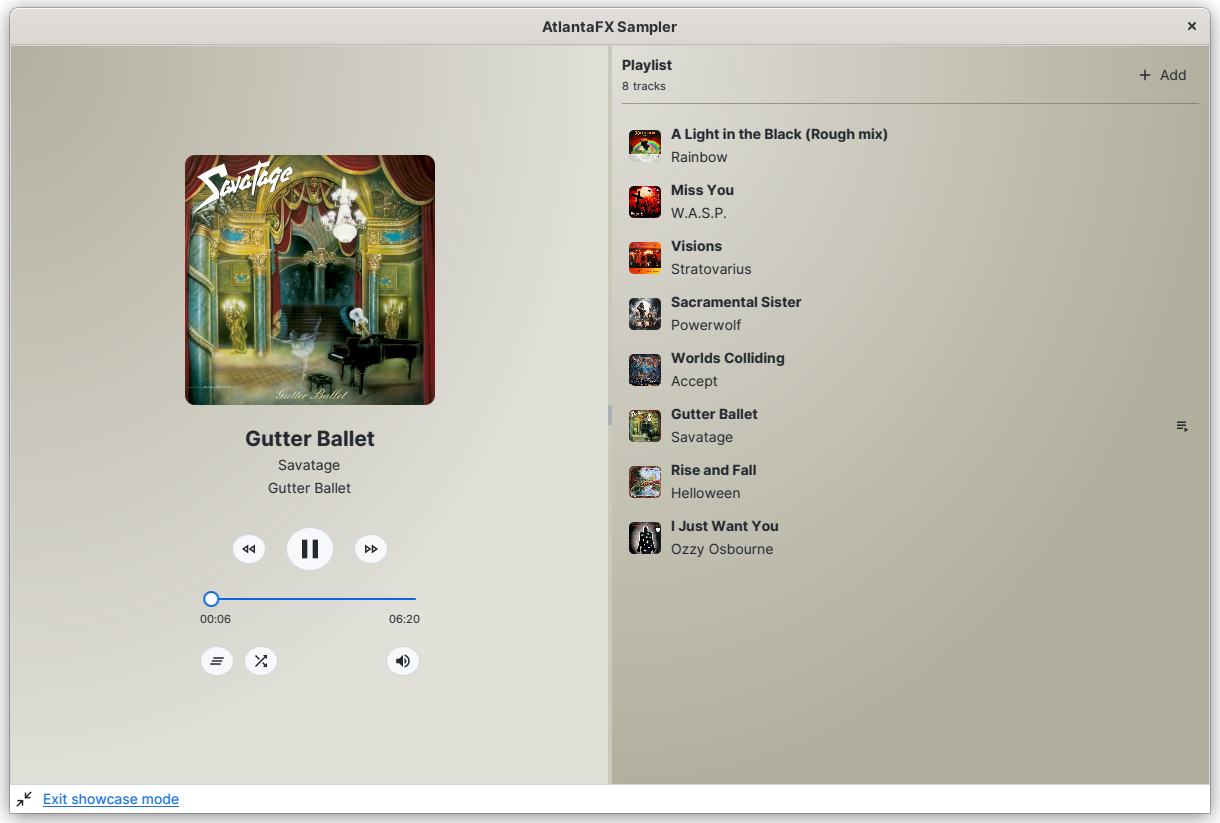 AtlantaFX Sampler
Savatage
Gutter Ballet
Gutter Ballet
Savatage
Gutter Ballet
00:06
06:20
Playlist
8 tracks
Add
A Light in the Black (Rough mix)
Rainbow
Miss You
W.A.S.P.
Visions
Stratovarius
Sacramental Sister
Powerwolf
Worlds Colliding
Accept
Gutter Ballet
Savatage
Rise and Fall
Helloween
I Just Want You
Ozzy Osbourne
Exit showcase mode